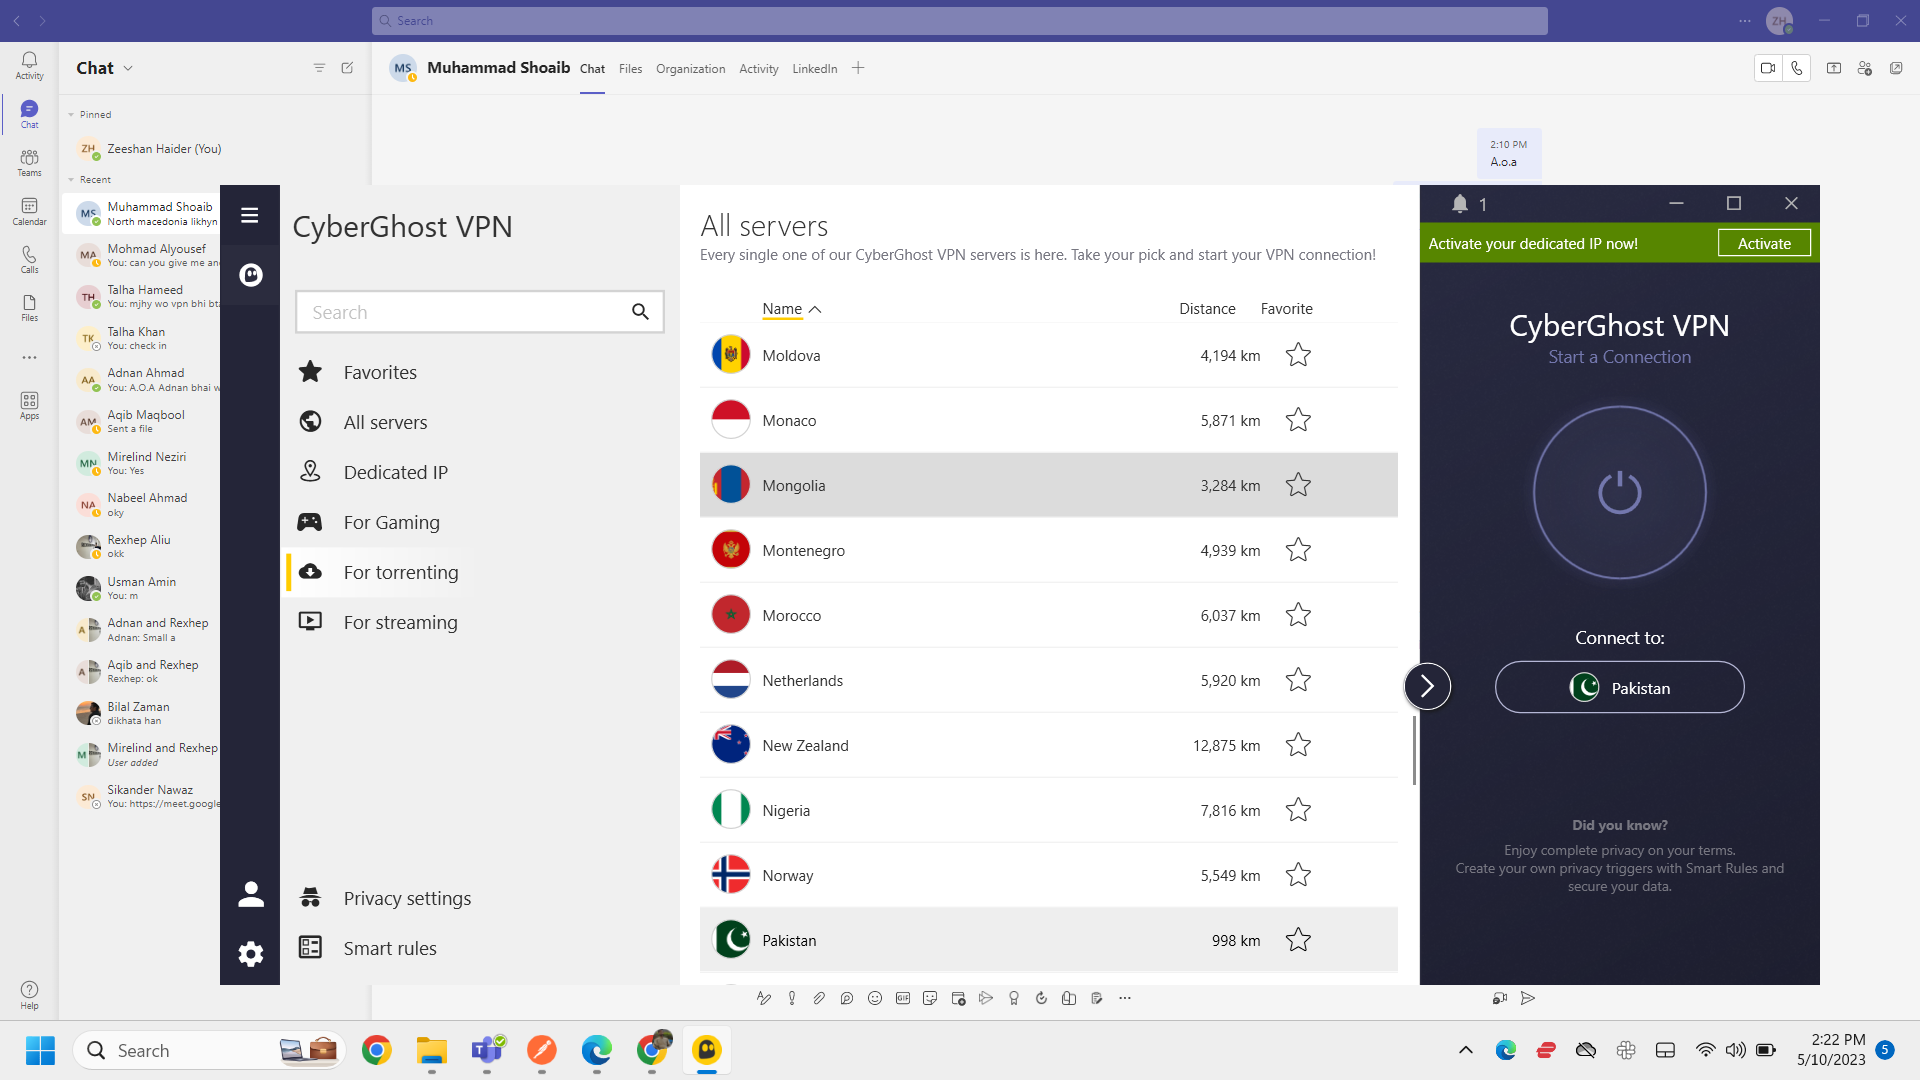 Search
ZH
Activity
Chat
Teams
Calendar
Calls
Files
Apps
Help
Chat
Pinned
ZH Zeeshan Haider (You)
Recent
MS Muhammad Shoaib
North macedonia likhyn
MA Mohmad Alyousef
You: can you give me and
TH Talha Hameed
You: mjhy wo vpn bhi bta
TK Talha Khan
You: check in
AA Adnan Ahmad
You: A.O.A Adnan bhai w
AM Aqib Maqbool
Sent a file
MN Mirelind Neziri
You: Yes
NA Nabeel Ahmad
oky
Rexhep Aliu
okk
Usman Amin
You: m
A Adnan and Rexhep
Adnan: Small a
A Aqib and Rexhep
Rexhep: ok
Bilal Zaman
dikhata han
M Mirelind and Rexhep
User added
SN Sikander Nawaz
You: https://meet.google
MS Muhammad Shoaib Chat Files Organization Activity LinkedIn
2:10 PM
A.o.a
CyberGhost VPN
Search
Favorites
All servers
Dedicated IP
For Gaming
For torrenting
For streaming
Privacy settings
Smart rules
All servers
Every single one of our CyberGhost VPN servers is here. Take your pick and start your VPN connection!
Name Distance Favorite
Moldova 4,194 km
Monaco 5,871 km
Mongolia 3,284 km
Montenegro 4,939 km
Morocco 6,037 km
Netherlands 5,920 km
New Zealand 12,875 km
Nigeria 7,816 km
Norway 5,549 km
Pakistan 998 km
1
Activate your dedicated IP now! Activate
CyberGhost VPN
Start a Connection
Connect to:
Pakistan
Did you know?
Enjoy complete privacy on your terms.
Create your own privacy triggers with Smart Rules and
secure your data.
GIF
Search
2:22 PM
5/10/2023
5